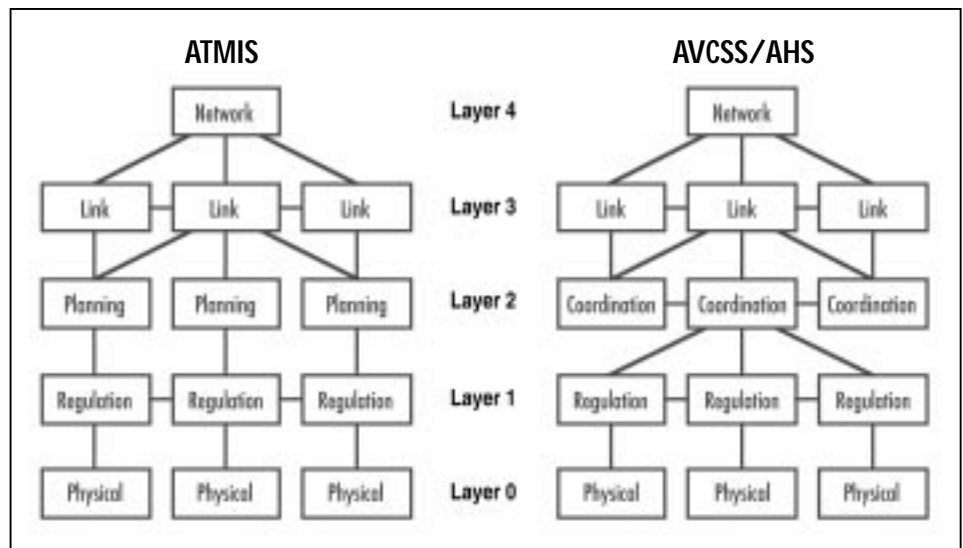 ATMIS AVCSS/AHS
Network Layer 4 Network
Link Link Link Layer 3 Link Link Link
Planning Planning Planning Layer 2 Coordination Coordination Coordination
Regulation Regulation Regulation Layer 1 Regulation Regulation Regulation
Physical Physical Physical Layer 0 Physical Physical Physical